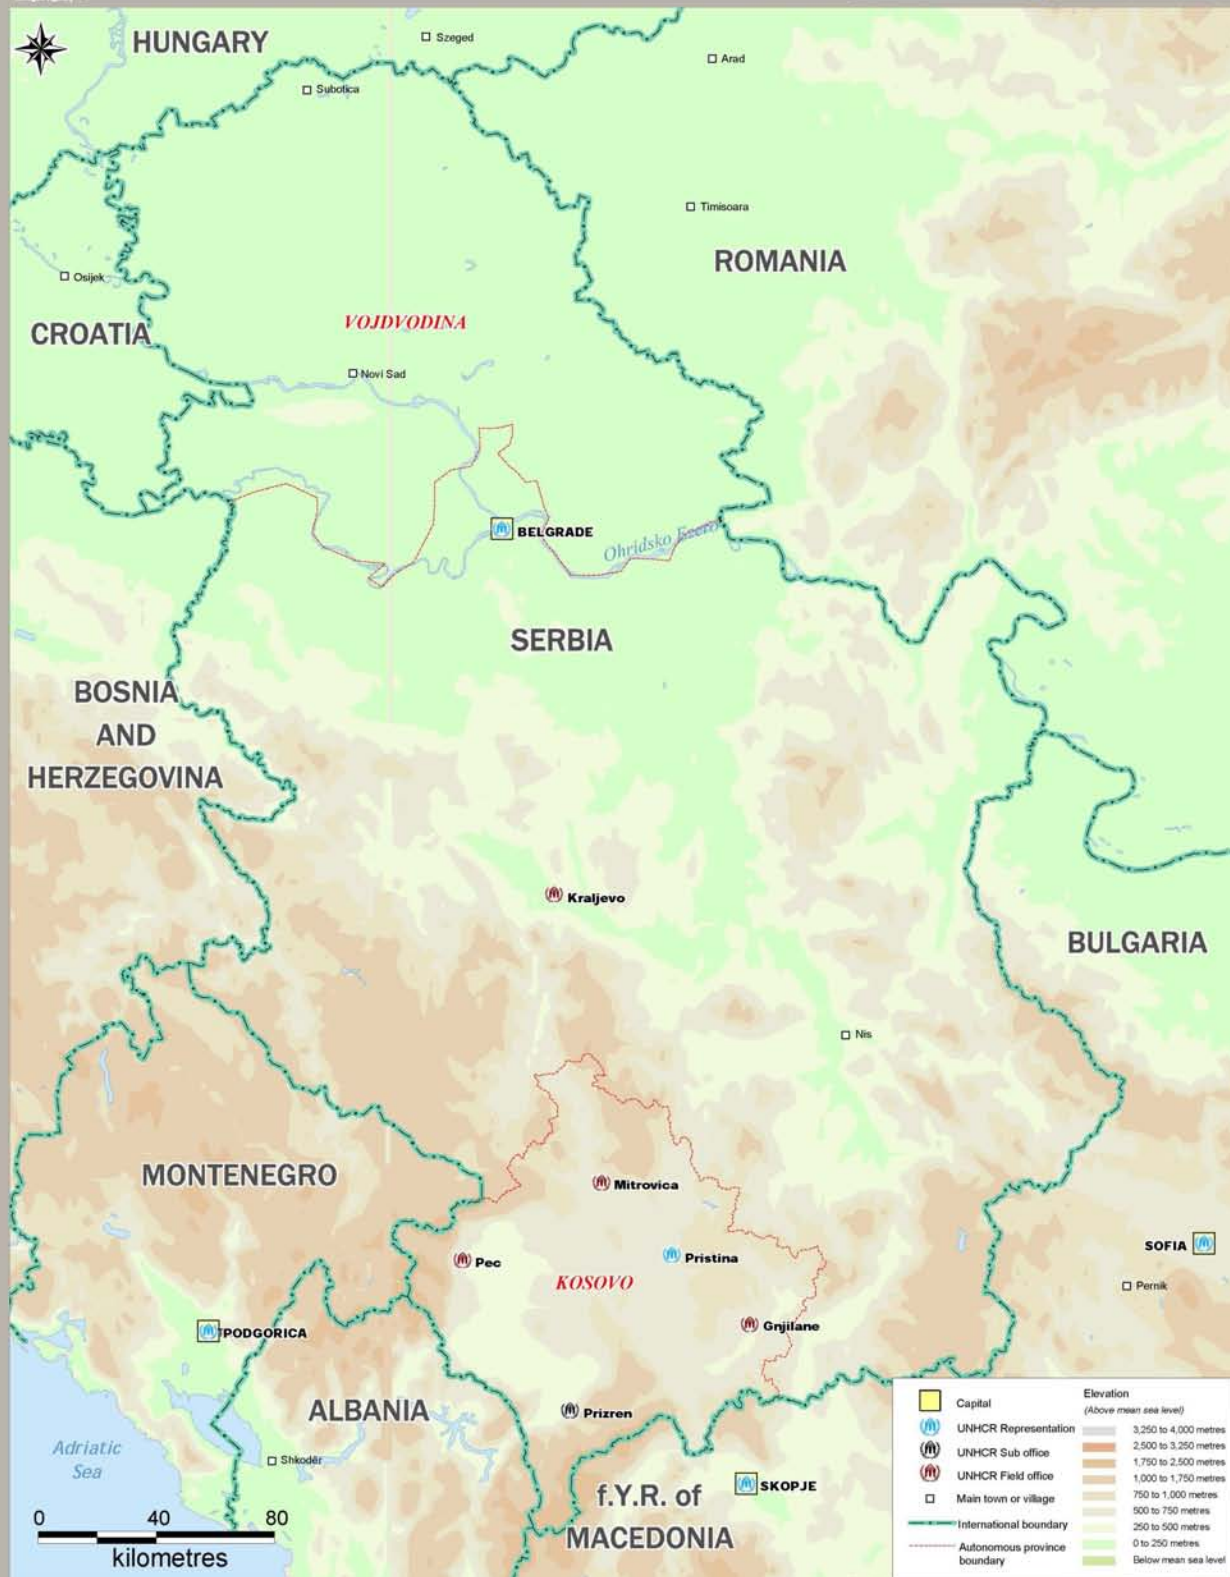 HUNGARY
Szeged
Arad
Subotica
Timisoara
ROMANIA
Osijek
CROATIA
VOJDVODINA
Novi Sad
BELGRADE
Ohridsko Ezero
SERBIA
BOSNIA
AND
HERZEGOVINA
Kraljevo
BULGARIA
Nis
MONTENEGRO
Mitrovica
SOFIA
Pec
Pristina
KOSOVO
Pernik
Gnjilane
PODGORICA
ALBANIA
Prizren
Adriatic
Sea
Shkodër
SKOPJE
f.Y.R. of
MACEDONIA
0 40 80
kilometres
Capital
UNHCR Representation
UNHCR Sub office
UNHCR Field office
Main town or village
International boundary
Autonomous province
boundary
Elevation
(Above mean sea level)
3,250 to 4,000 metres
2,500 to 3,250 metres
1,750 to 2,500 metres
1,000 to 1,750 metres
750 to 1,000 metres
500 to 750 metres
250 to 500 metres
0 to 250 metres
Below mean sea level